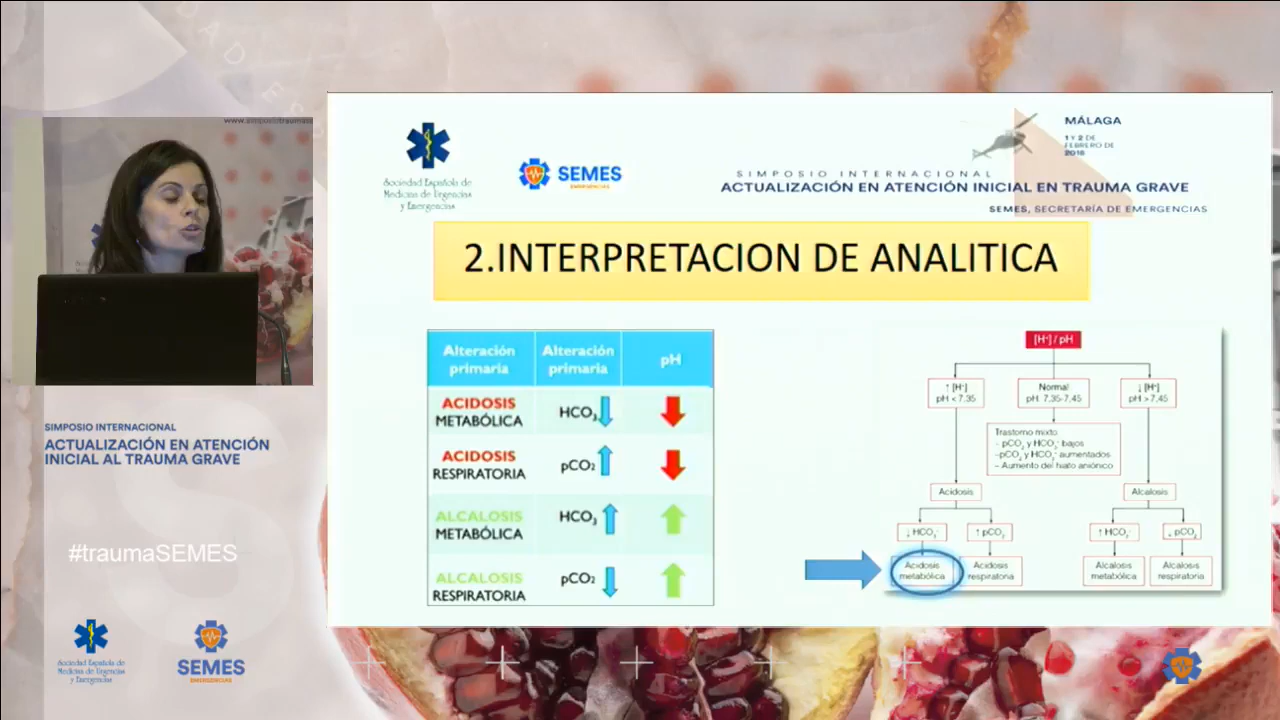 www.simposiotrauma
SIMPOSIO INTERNACIONAL
ACTUALIZACIÓN EN ATENCIÓN
INICIAL AL TRAUMA GRAVE
#traumaSEMES
Sociedad Española de
Medicina de Urgencias
y Emergencias
SEMES
EMERGENCIAS
Sociedad Española de
Medicina de Urgencias
y Emergencias
SEMES
EMERGENCIAS
MÁLAGA
1 Y 2 DE
FEBRERO DE
2018
SIMPOSIO INTERNACIONAL
ACTUALIZACIÓN EN ATENCIÓN INICIAL EN TRAUMA GRAVE
SEMES, SECRETARÍA DE EMERGENCIAS
2.INTERPRETACION DE ANALITICA
Alteración primaria Alteración primaria pH
ACIDOSIS METABÓLICA HCO₃ ↓ ↓
ACIDOSIS RESPIRATORIA pCO₂ ↑ ↓
ALCALOSIS METABÓLICA HCO₃ ↑ ↑
ALCALOSIS RESPIRATORIA pCO₂ ↓ ↑
[H⁺] / pH
↑ [H⁺]
pH < 7,35
Normal
pH: 7,35-7,45
↓ [H⁺]
pH > 7,45
Trastorno mixto:
- pCO₂ y HCO₃⁻ bajos
-pCO₂ y HCO₃⁻ aumentados
- Aumento del hiato aniónico
Acidosis
Alcalosis
↓ HCO₃⁻
↑ pCO₂
↑ HCO₃⁻
↓ pCO₂
Acidosis
metabólica
Acidosis
respiratoria
Alcalosis
metabólica
Alcalosis
respiratoria